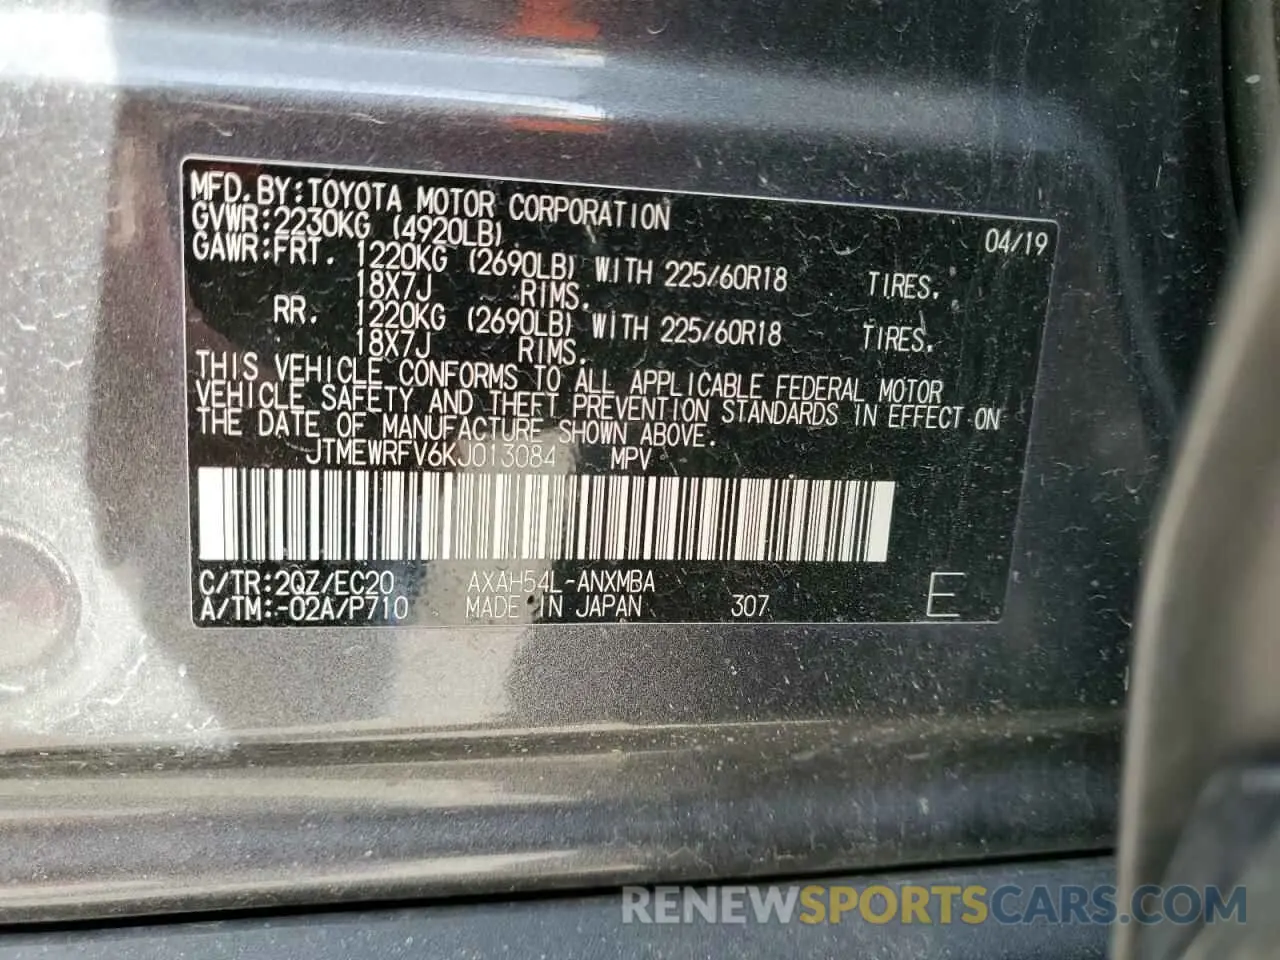 MFD.BY:TOYOTA MOTOR CORPORATION 04/19
GVWR:2230KG (4920LB)
GAWR:FRT. 1220KG (2690LB) WITH 225/60R18 TIRES.
18X7J RIMS.
RR. 1220KG (2690LB) WITH 225/60R18 TIRES.
18X7J RIMS.
THIS VEHICLE CONFORMS TO ALL APPLICABLE FEDERAL MOTOR
VEHICLE SAFETY AND THEFT PREVENTION STANDARDS IN EFFECT ON
THE DATE OF MANUFACTURE SHOWN ABOVE.
JTMEWRFV6KJ013084 MPV
C/TR:2QZ/EC20 AXAH54L-ANXMBA
A/TM:-02A/P710 MADE IN JAPAN 307 E
RENEWSPORTSCARS.COM